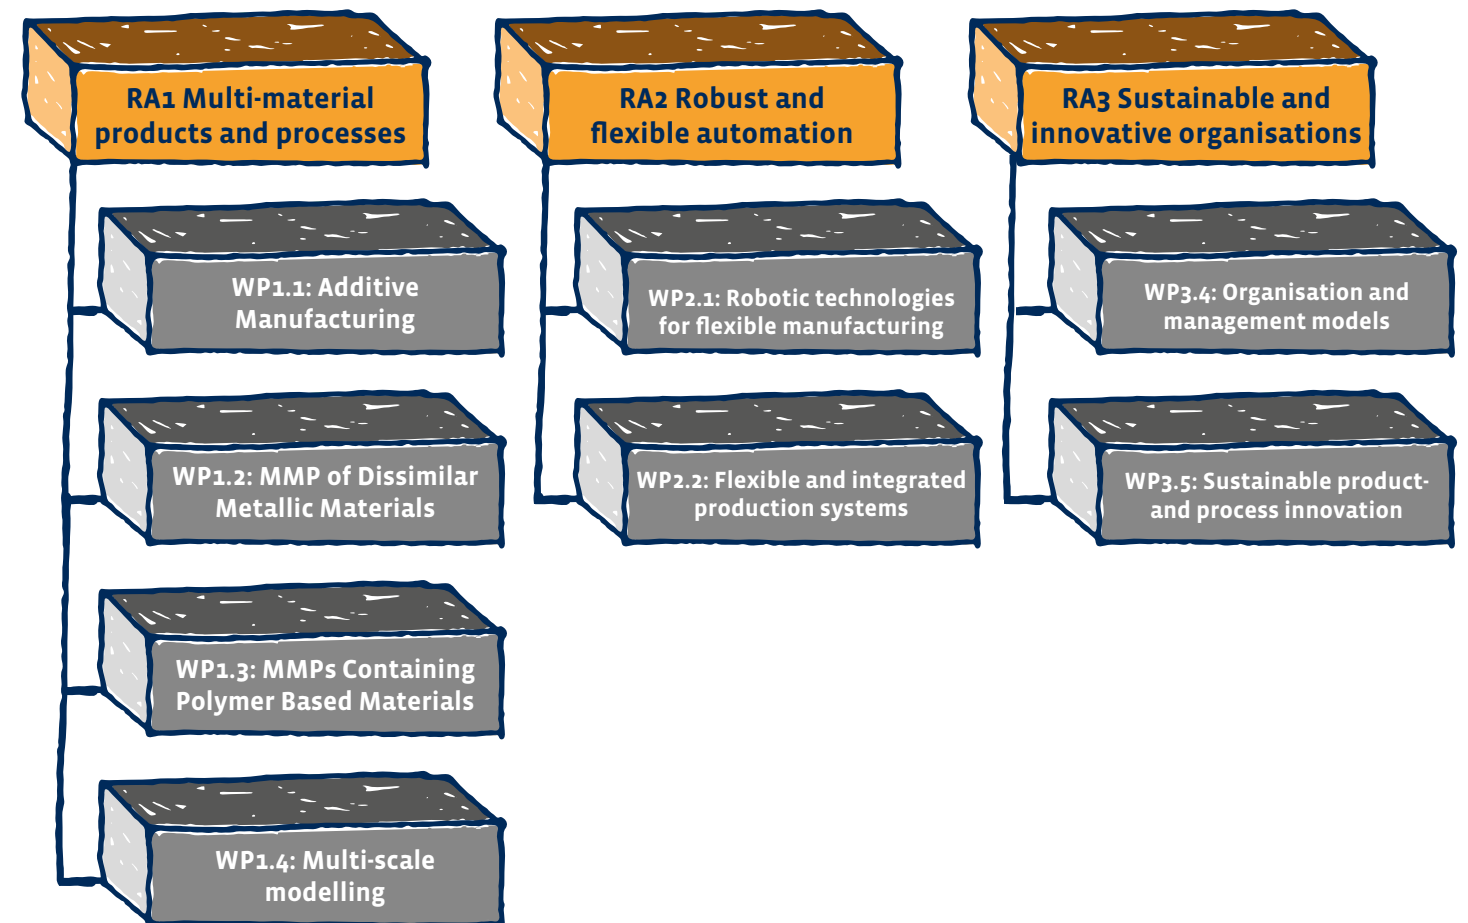 RA1 Multi-material
products and processes
WP1.1: Additive
Manufacturing
WP1.2: MMP of Dissimilar
Metallic Materials
WP1.3: MMPs Containing
Polymer Based Materials
WP1.4: Multi-scale
modelling
RA2 Robust and
flexible automation
WP2.1: Robotic technologies
for flexible manufacturing
WP2.2: Flexible and integrated
production systems
RA3 Sustainable and
innovative organisations
WP3.4: Organisation and
management models
WP3.5: Sustainable product-
and process innovation